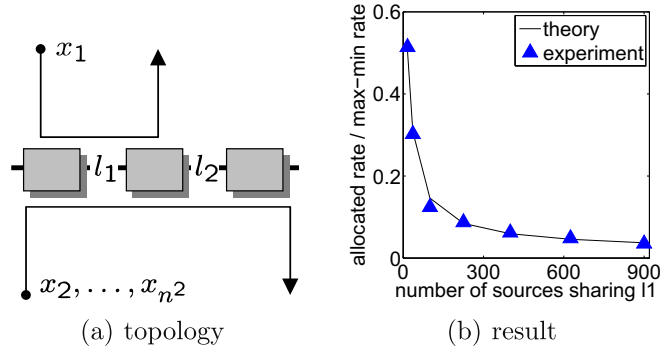 x₁
l₁ l₂
x₂, . . . , xₙ²
(a) topology
0.6
0.4
0.2
0
allocated rate / max−min rate
theory
experiment
0 300 600 900
number of sources sharing l1
(b) result